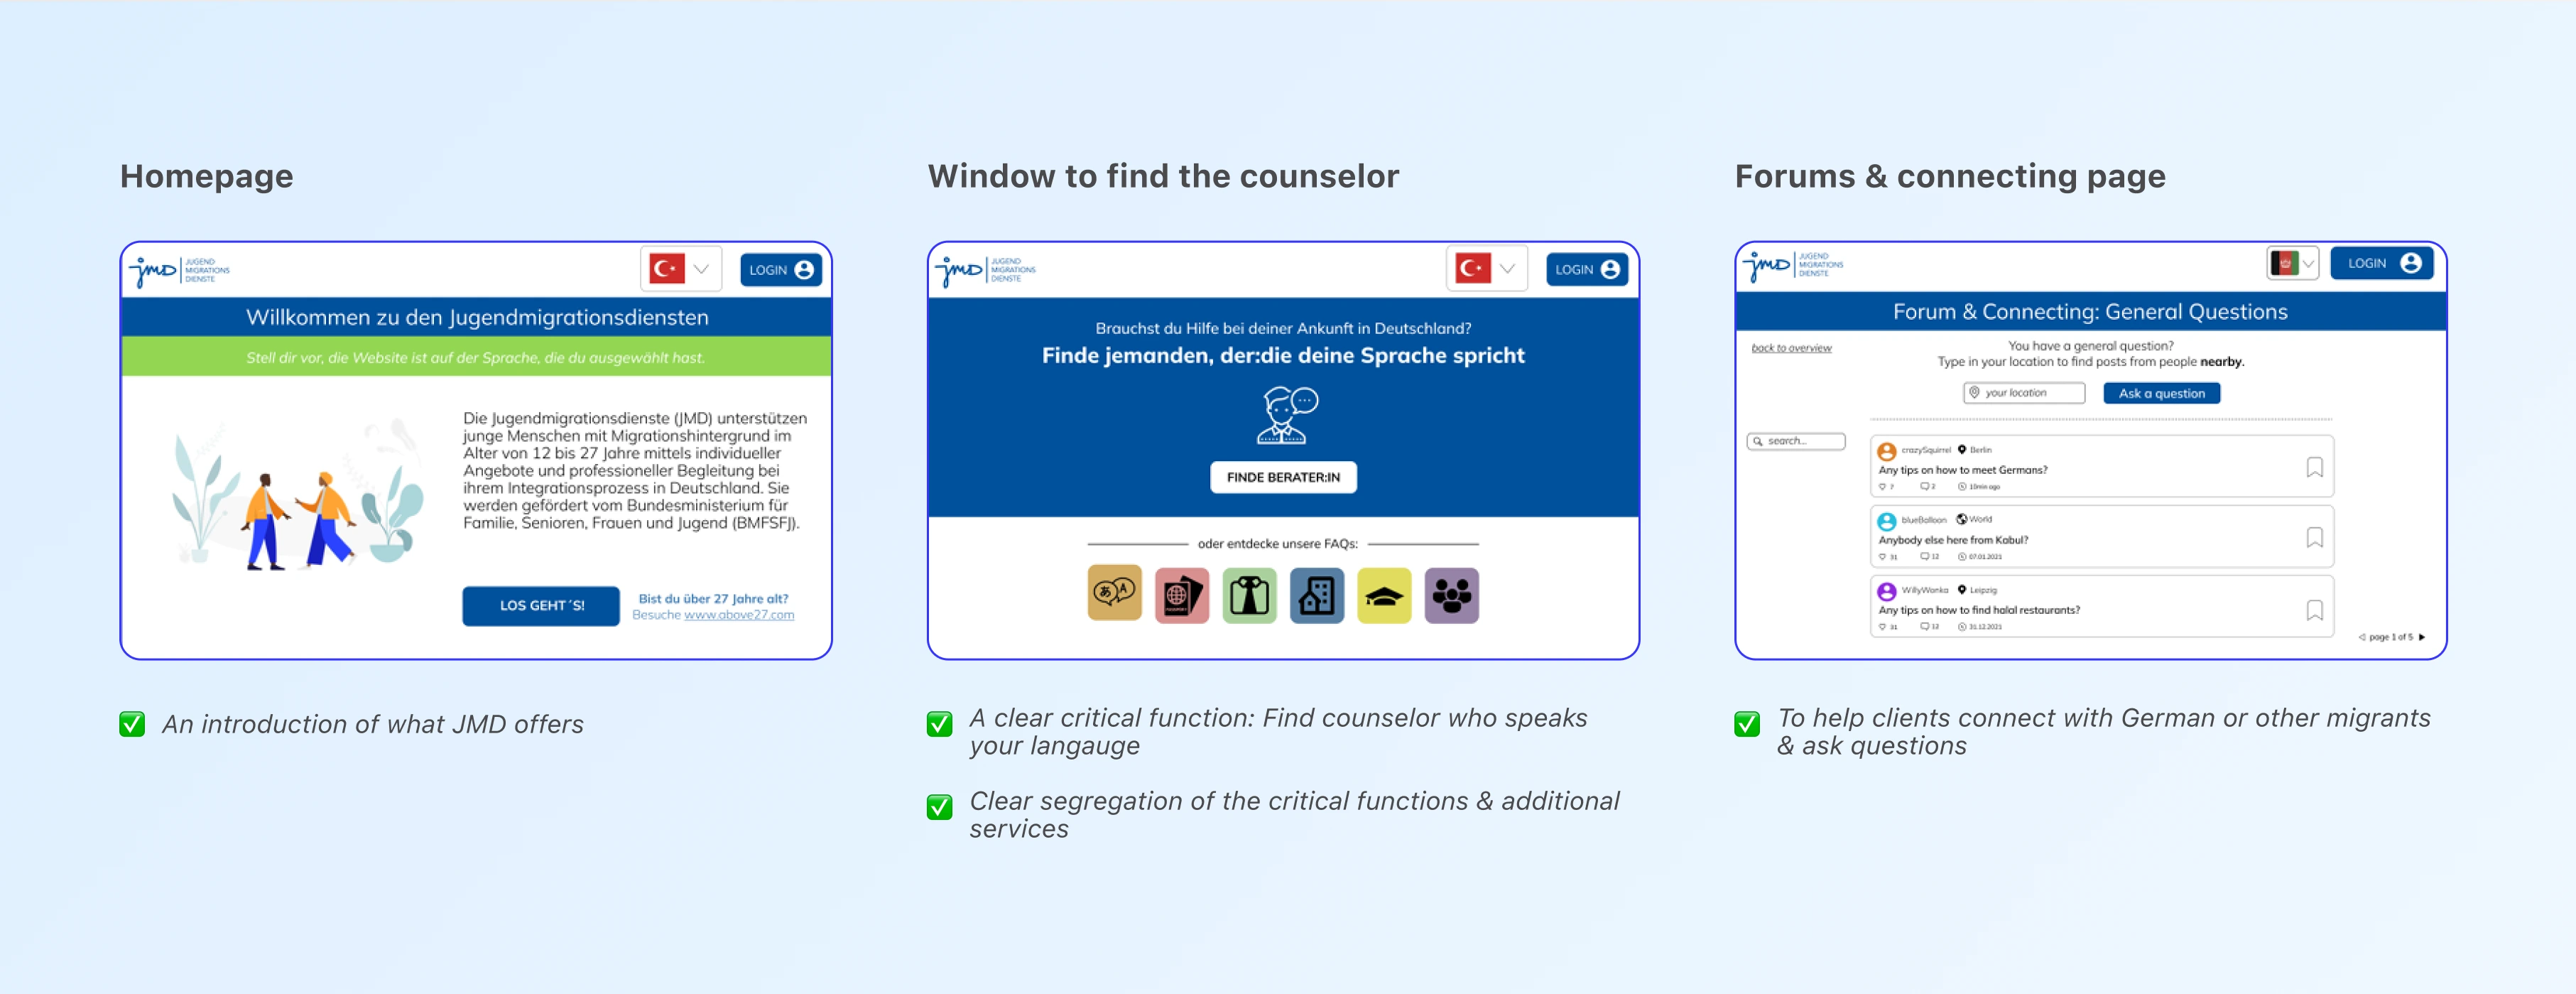 Homepage
JUGEND
MIGRATIONS
DIENSTE
jmD
LOGIN
Willkommen zu den Jugendmigrationsdiensten
Stell dir vor, die Website ist auf der Sprache, die du ausgewählt hast.
Die Jugendmigrationsdienste (JMD) unterstützen
junge Menschen mit Migrationshintergrund im
Alter von 12 bis 27 Jahre mittels individueller
Angebote und professioneller Begleitung bei
ihrem Integrationsprozess in Deutschland. Sie
werden gefördert vom Bundesministerium für
Familie, Senioren, Frauen und Jugend (BMFSFJ).
LOS GEHT´S!
Bist du über 27 Jahre alt?
Besuche www.above27.com
An introduction of what JMD offers
Window to find the counselor
JUGEND
MIGRATIONS
DIENSTE
jmD
LOGIN
Brauchst du Hilfe bei deiner Ankunft in Deutschland?
Finde jemanden, der:die deine Sprache spricht
FINDE BERATER:IN
oder entdecke unsere FAQs:
あ A
PASSPORT
A clear critical function: Find counselor who speaks
your langauge
Clear segregation of the critical functions & additional
services
Forums & connecting page
JUGEND
MIGRATIONS
DIENSTE
jmD
LOGIN
Forum & Connecting: General Questions
back to overview
You have a general question?
Type in your location to find posts from people nearby.
your location
Ask a question
search...
crazySquirrel Berlin
Any tips on how to meet Germans?
7 2 10min ago
blueBalloon World
Anybody else here from Kabul?
31 12 07.01.2021
WillyWonka Leipzig
Any tips on how to find halal restaurants?
31 12 31.12.2021
page 1 of 5
To help clients connect with German or other migrants
& ask questions